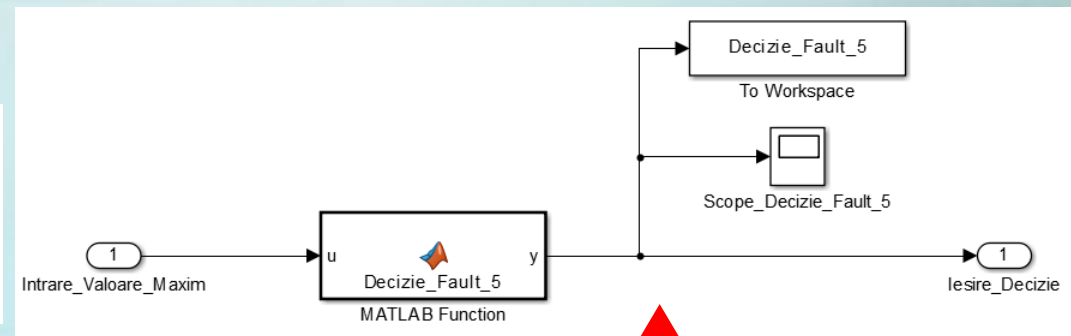 Decizie_Fault_5
To Workspace
Scope_Decizie_Fault_5
1
Intrare_Valoare_Maxim
u
y
Decizie_Fault_5
MATLAB Function
1
Iesire_Decizie